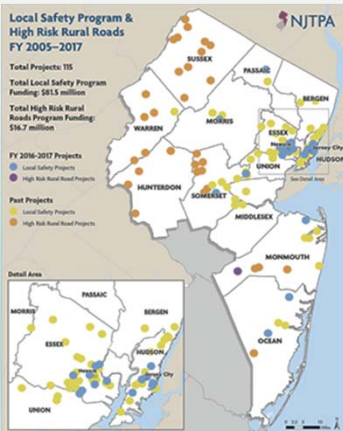 Local Safety Program &
High Risk Rural Roads
FY 2005–2017
NJTPA
Total Projects: 115
Total Local Safety Program
Funding: $81.5 million
Total High Risk Rural
Roads Program Funding:
$16.7 million
FY 2016-2017 Projects
Local Safety Projects
High Risk Rural Road Projects
Past Projects
Local Safety Projects
High Risk Rural Road Projects
SUSSEX
PASSAIC
BERGEN
WARREN
MORRIS
ESSEX
Newark
Jersey City
HUDSON
UNION
See Detail Area
HUNTERDON
SOMERSET
MIDDLESEX
MONMOUTH
OCEAN
Detail Area
PASSAIC
MORRIS
BERGEN
ESSEX
HUDSON
Newark
Jersey City
UNION